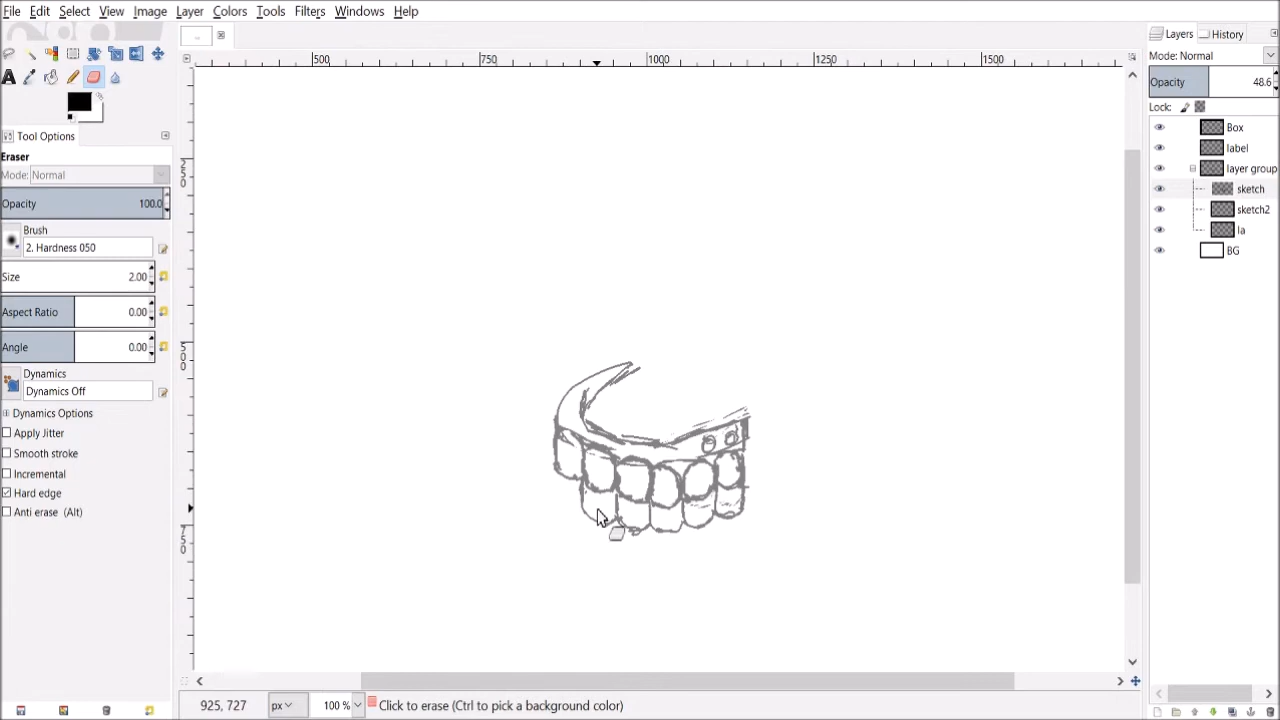 File Edit Select View Image Layer Colors Tools Filters Windows Help
Layers History
500 750 1000 1250 1500
Mode: Normal
Opacity 48.6
Lock:
Tool Options
Eraser
Mode: Normal
Opacity 100.0
Brush
2. Hardness 050
Size 2.00
Aspect Ratio 0.00
Angle 0.00
Dynamics
Dynamics Off
Dynamics Options
Apply Jitter
Smooth stroke
Incremental
Hard edge
Anti erase (Alt)
250
500
750
Box
label
layer group
sketch
sketch2
la
BG
925, 727 px 100 % Click to erase (Ctrl to pick a background color)